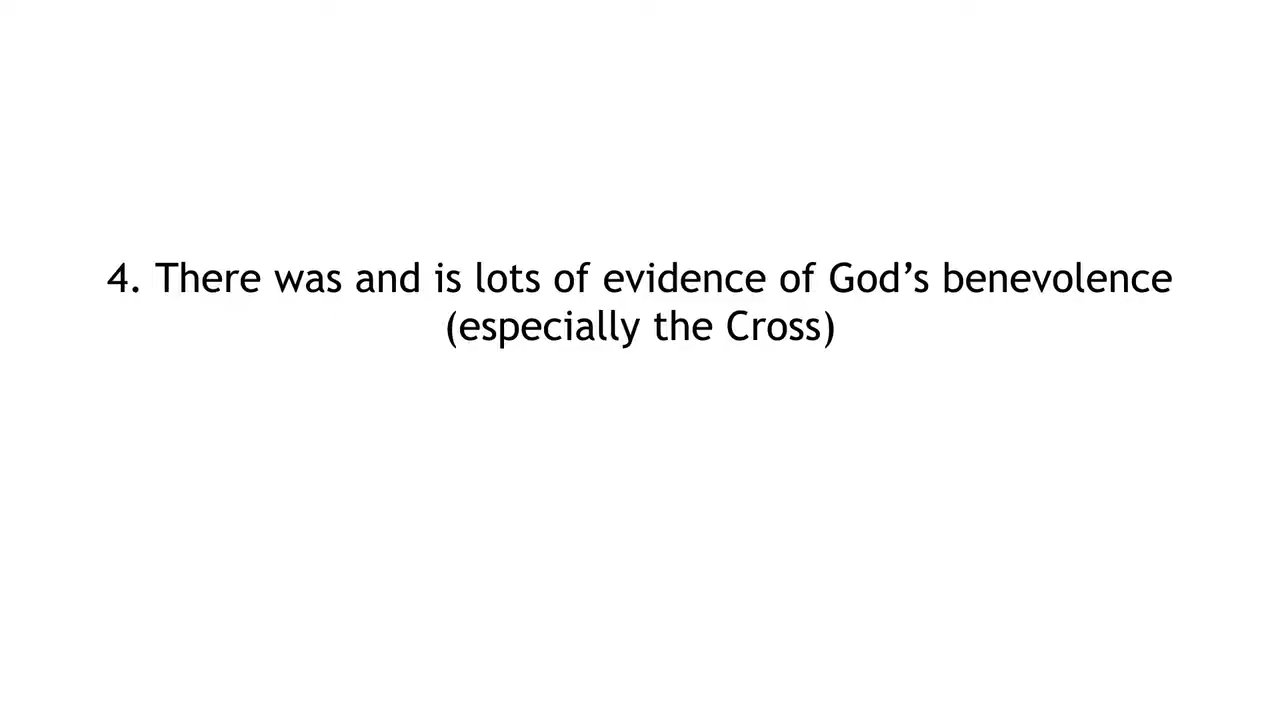 4. There was and is lots of evidence of God’s benevolence
(especially the Cross)